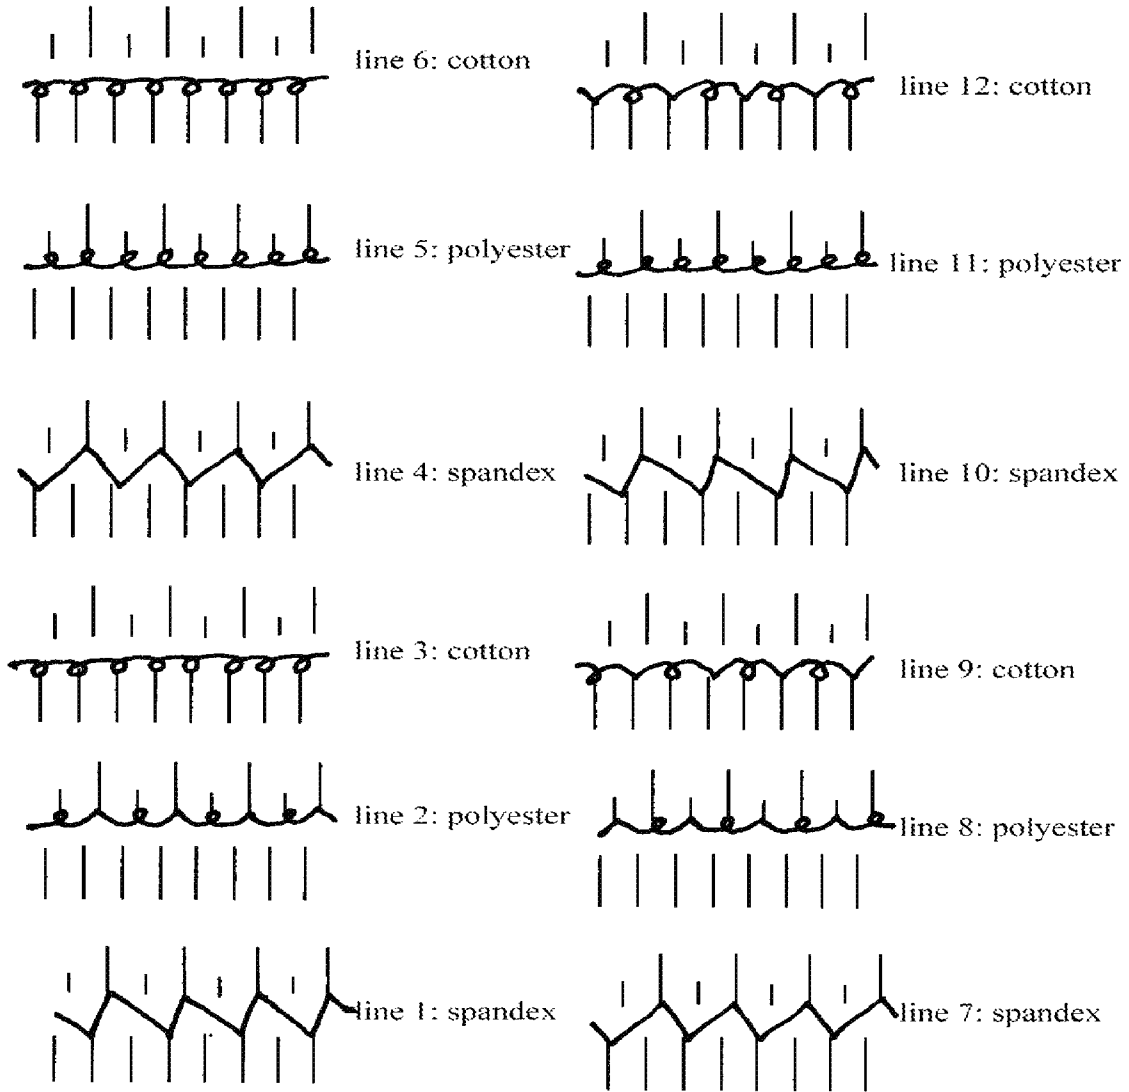 line 6: cotton
line 5: polyester
line 4: spandex
line 3: cotton
line 2: polyester
line 1: spandex
line 12: cotton
line 11: polyester
line 10: spandex
line 9: cotton
line 8: polyester
line 7: spandex